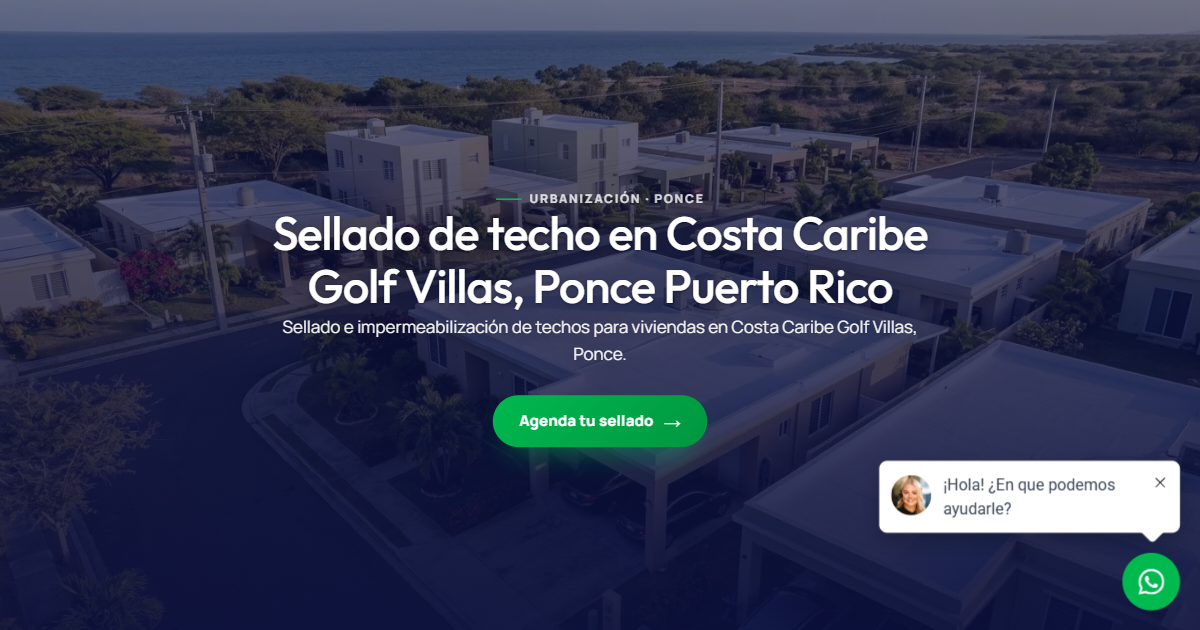 URBANIZACIÓN · PONCE
Sellado de techo en Costa Caribe
Golf Villas, Ponce Puerto Rico
Sellado e impermeabilización de techos para viviendas en Costa Caribe Golf Villas,
Ponce.
Agenda tu sellado →
¡Hola! ¿En que podemos
ayudarle?